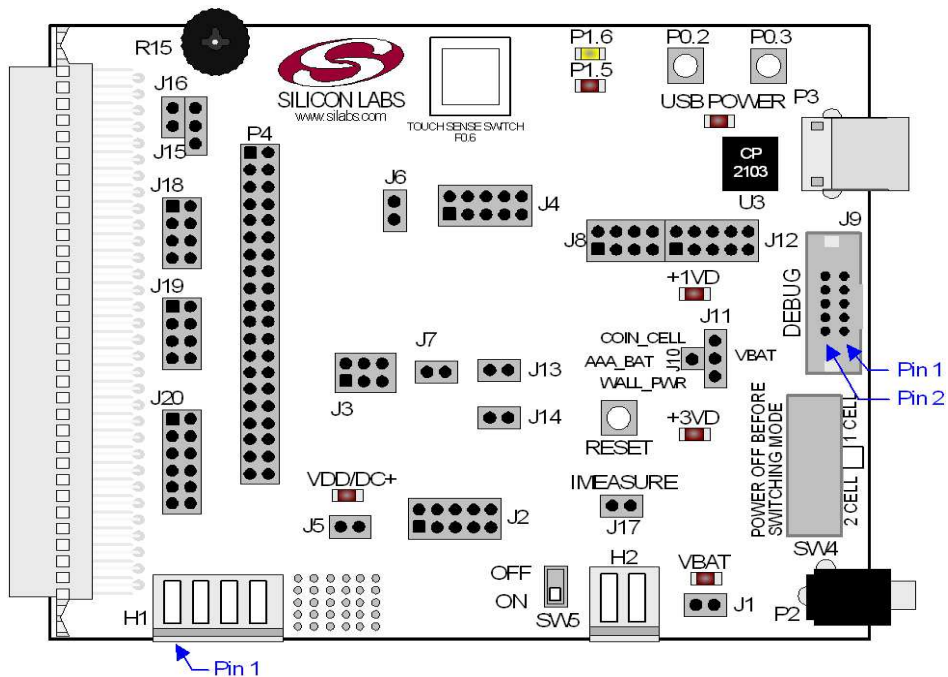 R15
SILICON LABS
www.silabs.com
TOUCH SENSE SWITCH
P0.6
P1.6
P1.5
P0.2
P0.3
USB POWER
P3
J16
J15
P4
CP
2103
U3
J18
J6
J4
J8
J12
J9
+1VD
DEBUG
J19
J11
COIN_CELL
J10
VBAT
AAA_BAT
WALL_PWR
J7
J13
J3
Pin 1
Pin 2
J20
J14
RESET
+3VD
POWER OFF BEFORE
SWITCHING MODE
2 CELL
1 CELL
VDD/DC+
IMEASURE
J5
J2
J17
SW4
H2
VBAT
OFF
ON
SW5
J1
P2
H1
Pin 1